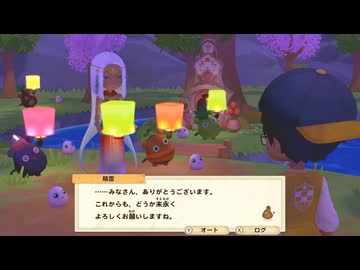 精霊
……みなさん、ありがとうございます。
これからも、どうか末永く
よろしくお願いしますね。
Y オート
X ログ